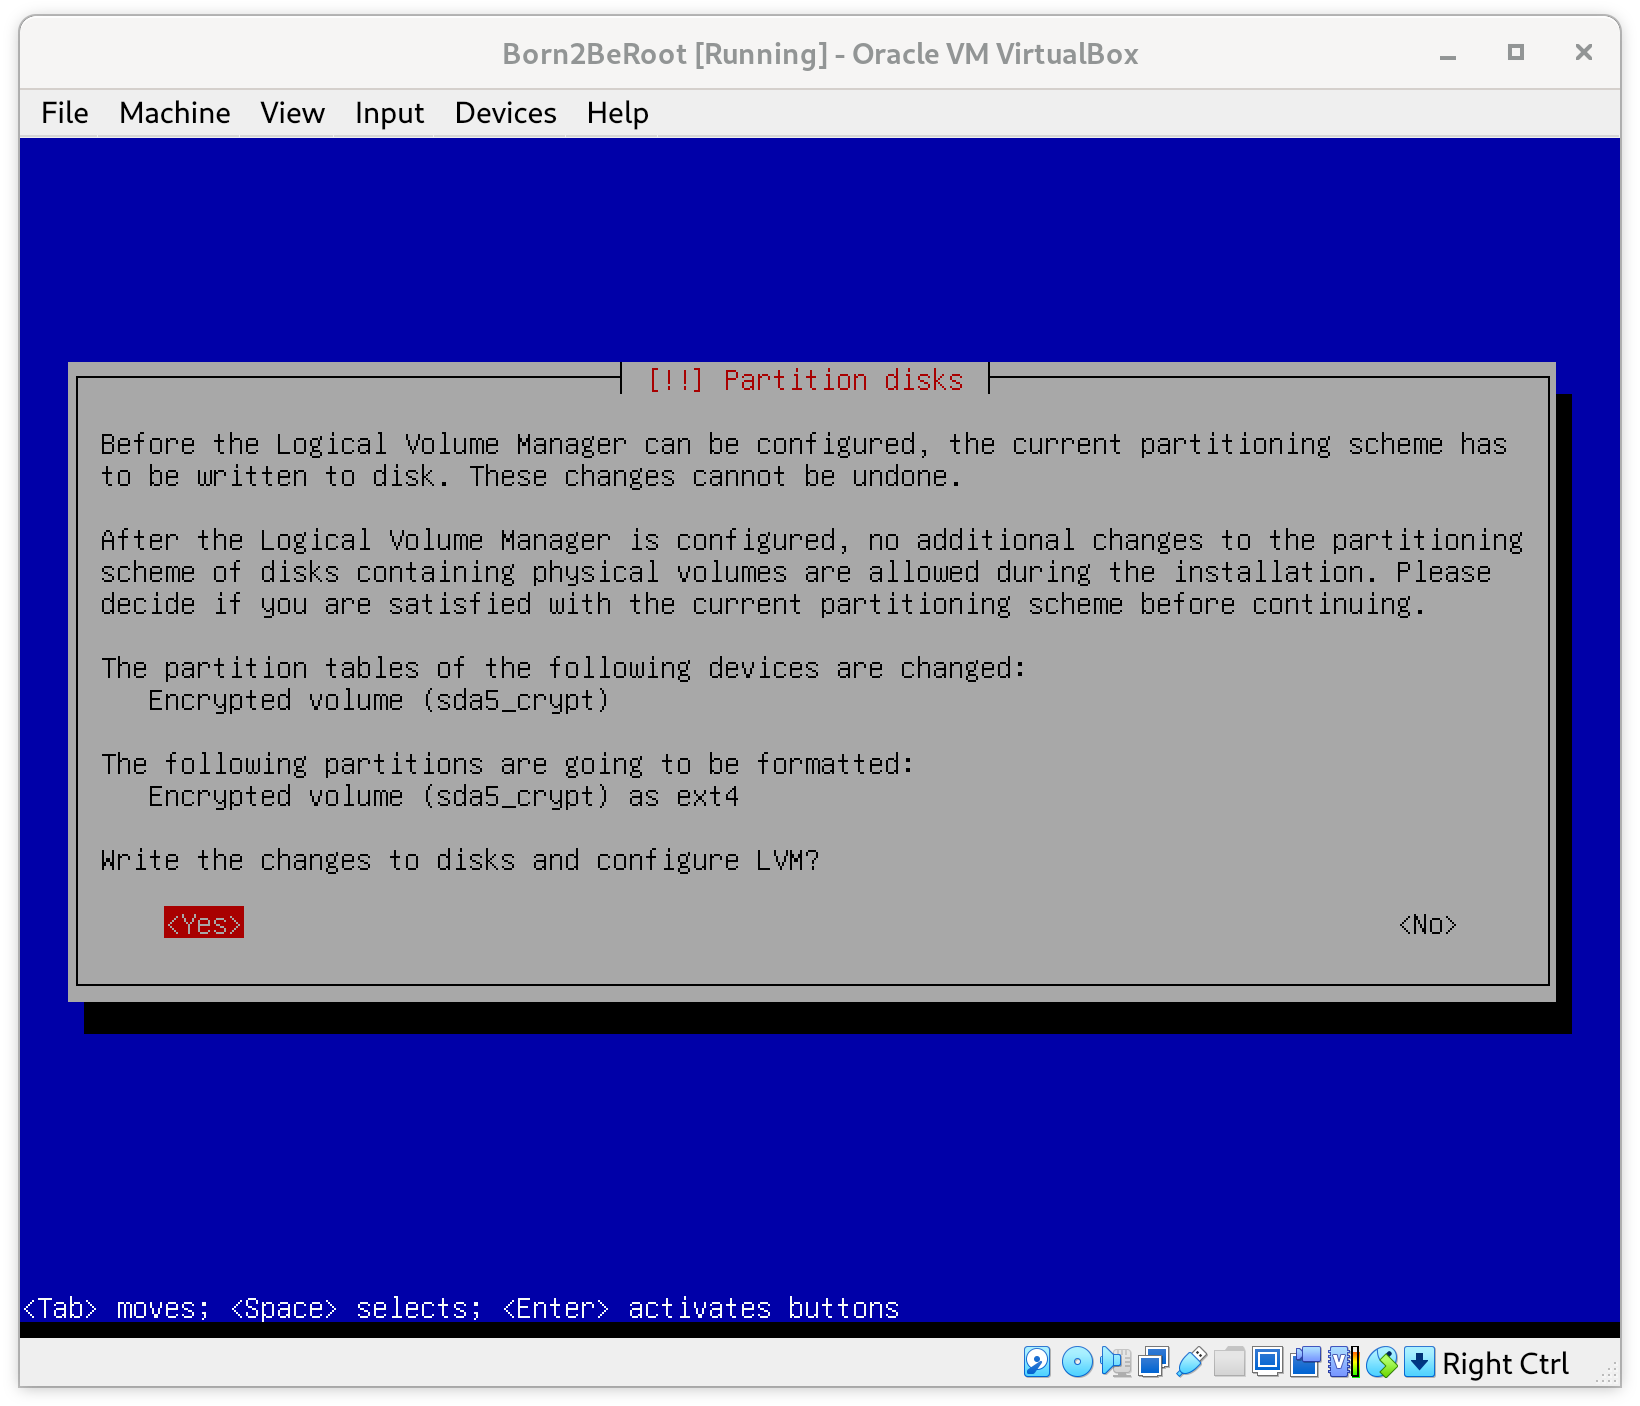 Born2BeRoot [Running] - Oracle VM VirtualBox
File Machine View Input Devices Help
[!!] Partition disks
Before the Logical Volume Manager can be configured, the current partitioning scheme has
to be written to disk. These changes cannot be undone.
After the Logical Volume Manager is configured, no additional changes to the partitioning
scheme of disks containing physical volumes are allowed during the installation. Please
decide if you are satisfied with the current partitioning scheme before continuing.
The partition tables of the following devices are changed:
Encrypted volume (sda5_crypt)
The following partitions are going to be formatted:
Encrypted volume (sda5_crypt) as ext4
Write the changes to disks and configure LVM?
<Yes> <No>
<Tab> moves; <Space> selects; <Enter> activates buttons
Right Ctrl